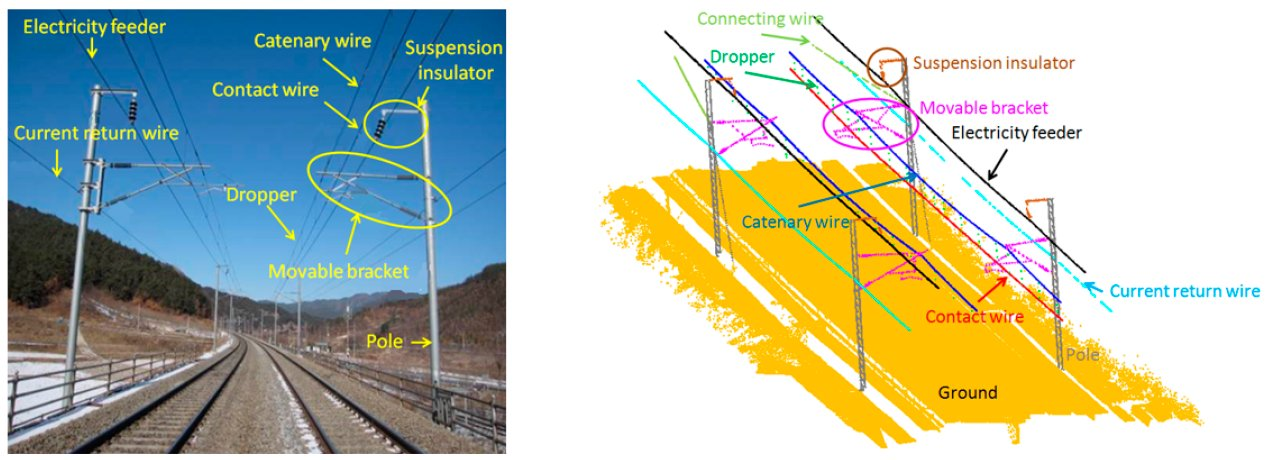 Electricity feeder
Catenary wire
Suspension
insulator
Contact wire
Current return wire
Dropper
Movable bracket
Pole
Connecting wire
Dropper
Suspension insulator
Movable bracket
Electricity feeder
Catenary wire
Current return wire
Contact wire
Pole
Ground